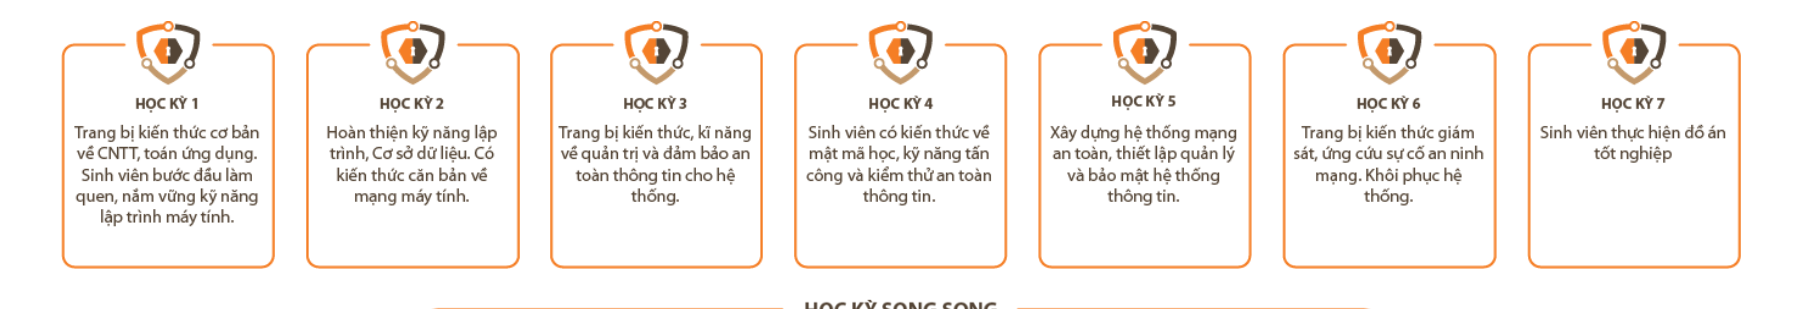 HỌC KỲ 1
Trang bị kiến thức cơ bản
về CNTT, toán ứng dụng.
Sinh viên bước đầu làm
quen, nắm vững kỹ năng
lập trình máy tính.
HỌC KỲ 2
Hoàn thiện kỹ năng lập
trình, Cơ sở dữ liệu. Có
kiến thức căn bản về
mạng máy tính.
HỌC KỲ 3
Trang bị kiến thức, kĩ năng
về quản trị và đảm bảo an
toàn thông tin cho hệ
thống.
HỌC KỲ 4
Sinh viên có kiến thức về
mật mã học, kỹ năng tấn
công và kiểm thử an toàn
thông tin.
HỌC KỲ 5
Xây dựng hệ thống mạng
an toàn, thiết lập quản lý
và bảo mật hệ thống
thông tin.
HỌC KỲ 6
Trang bị kiến thức giám
sát, ứng cứu sự cố an ninh
mạng. Khôi phục hệ
thống.
HỌC KỲ 7
Sinh viên thực hiện đồ án
tốt nghiệp
HỌC KỲ SONG SONG